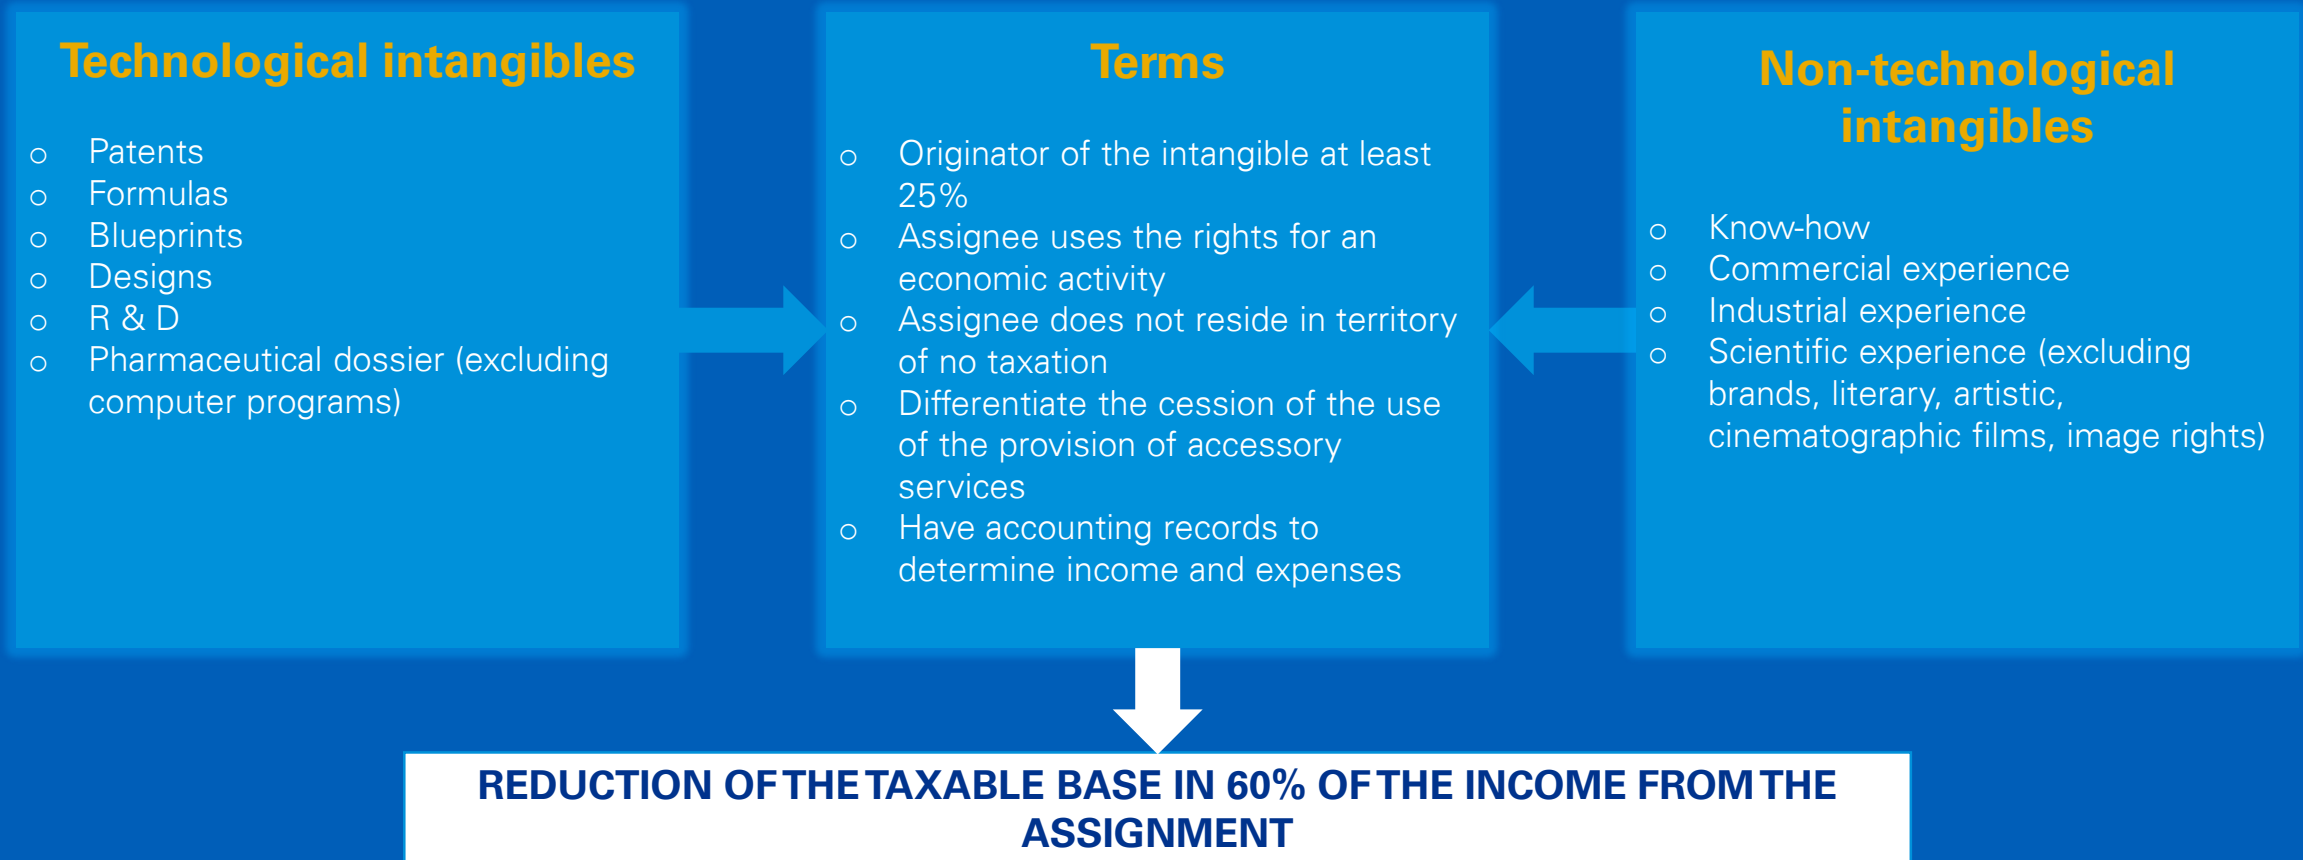 Technological intangibles
o Patents
o Formulas
o Blueprints
o Designs
o R & D
o Pharmaceutical dossier (excluding
computer programs)
Terms
o Originator of the intangible at least
25%
o Assignee uses the rights for an
economic activity
o Assignee does not reside in territory
of no taxation
o Differentiate the cession of the use
of the provision of accessory
services
o Have accounting records to
determine income and expenses
Non-technological
intangibles
o Know-how
o Commercial experience
o Industrial experience
o Scientific experience (excluding
brands, literary, artistic,
cinematographic films, image rights)
REDUCTION OF THE TAXABLE BASE IN 60% OF THE INCOME FROM THE
ASSIGNMENT